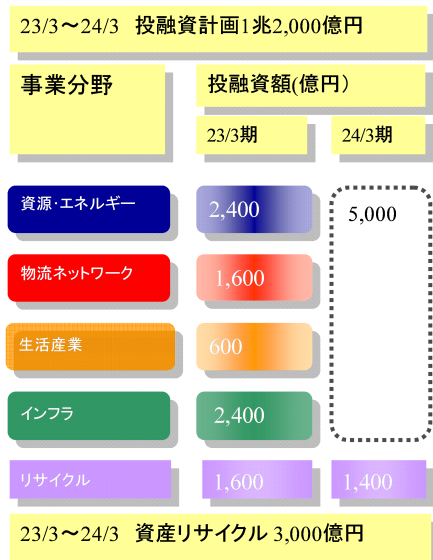 23/3～24/3 投融資計画1兆2,000億円
事業分野
投融資額(億円）
23/3期 24/3期
資源･エネルギー 2,400 5,000
物流ネットワーク 1,600
生活産業 600
インフラ 2,400
リサイクル 1,600 1,400
23/3～24/3 資産リサイクル 3,000億円